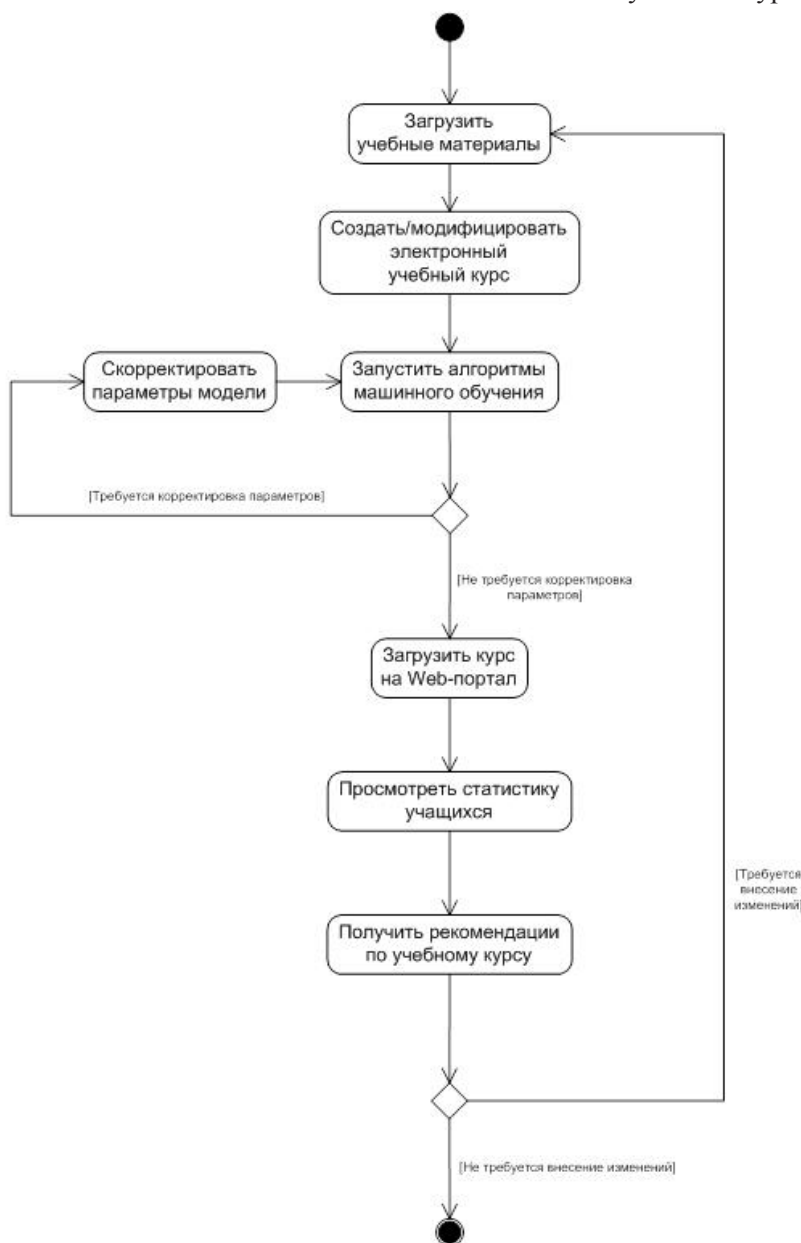 Загрузить
учебные материалы
Создать/модифицировать
электронный
учебный курс
Скорректировать
параметры модели
Запустить алгоритмы
машинного обучения
[Требуется корректировка параметров]
[Не требуется корректировка
параметров]
Загрузить курс
на Web-портал
Просмотреть статистику
учащихся
[Требуется
внесение
изменений]
Получить рекомендации
по учебному курсу
[Не требуется внесение изменений]